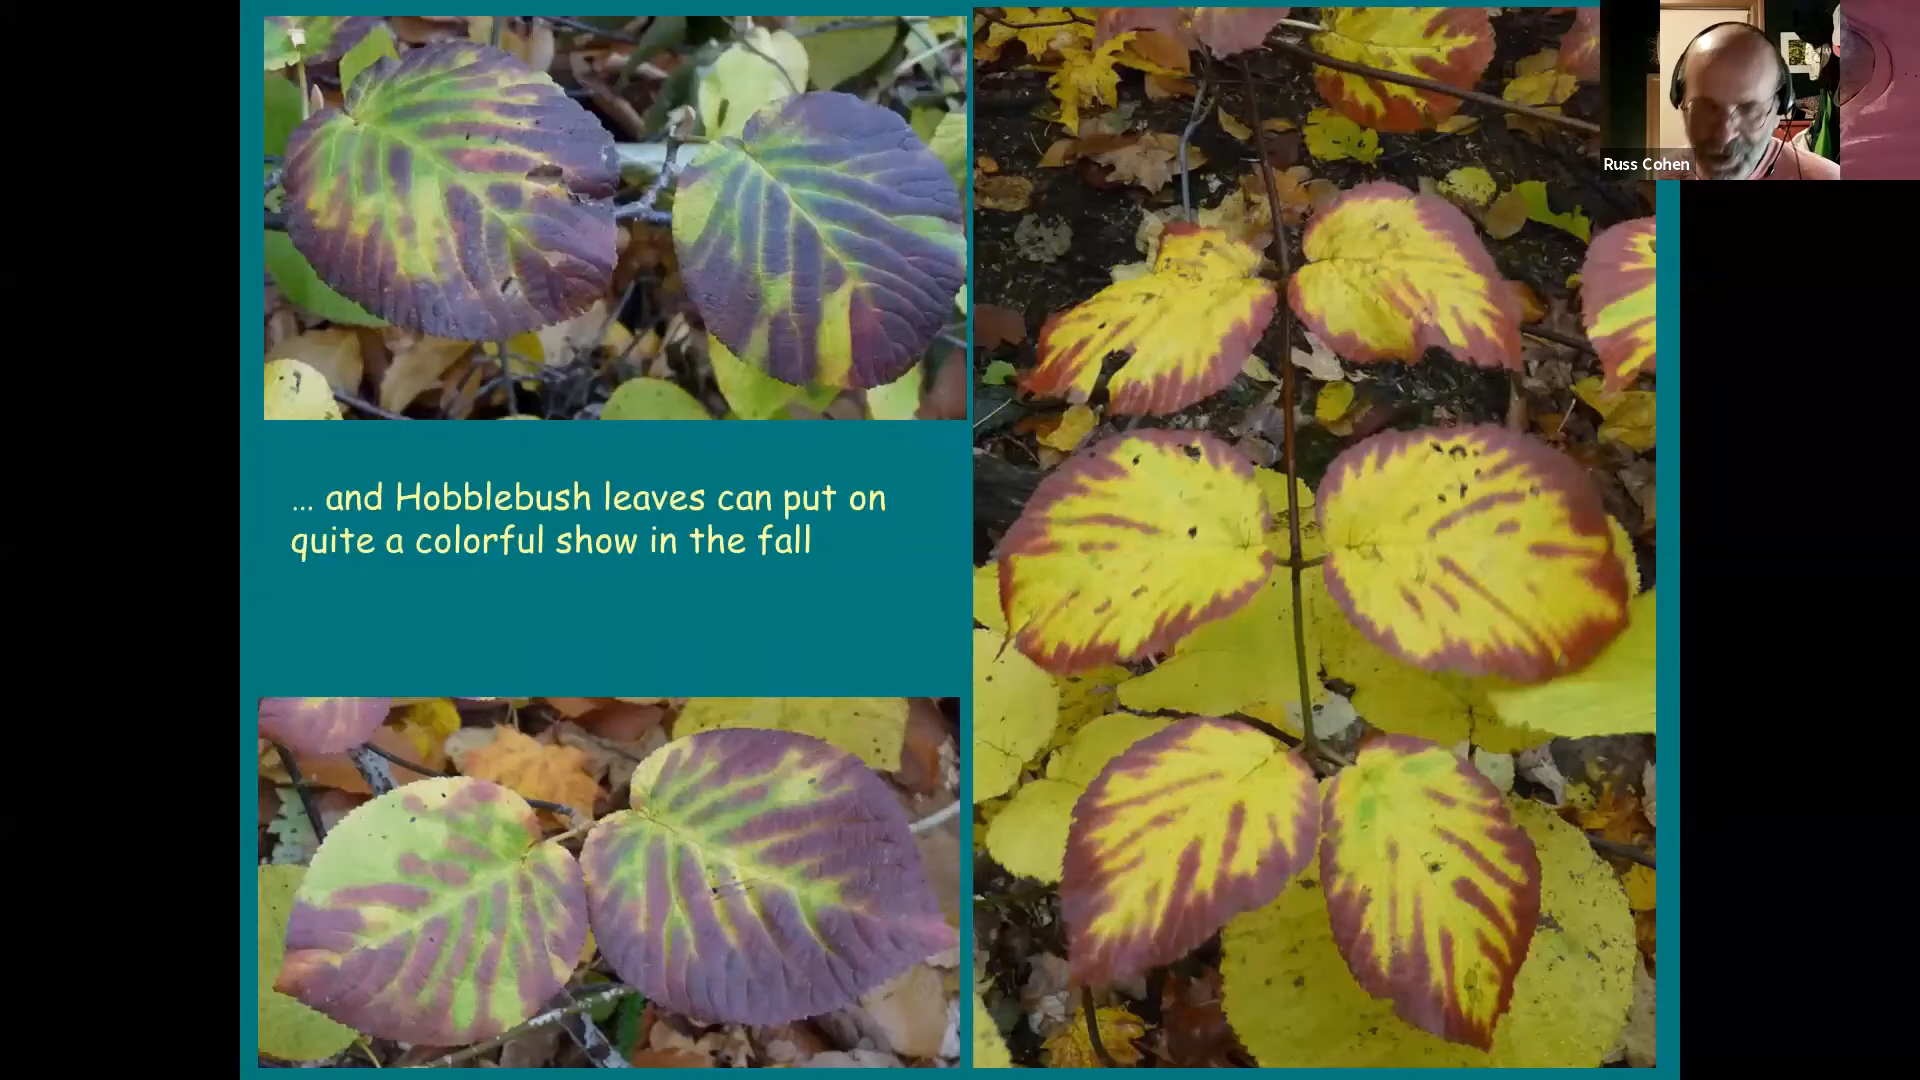 ... and Hobblebush leaves can put on
quite a colorful show in the fall
Russ Cohen